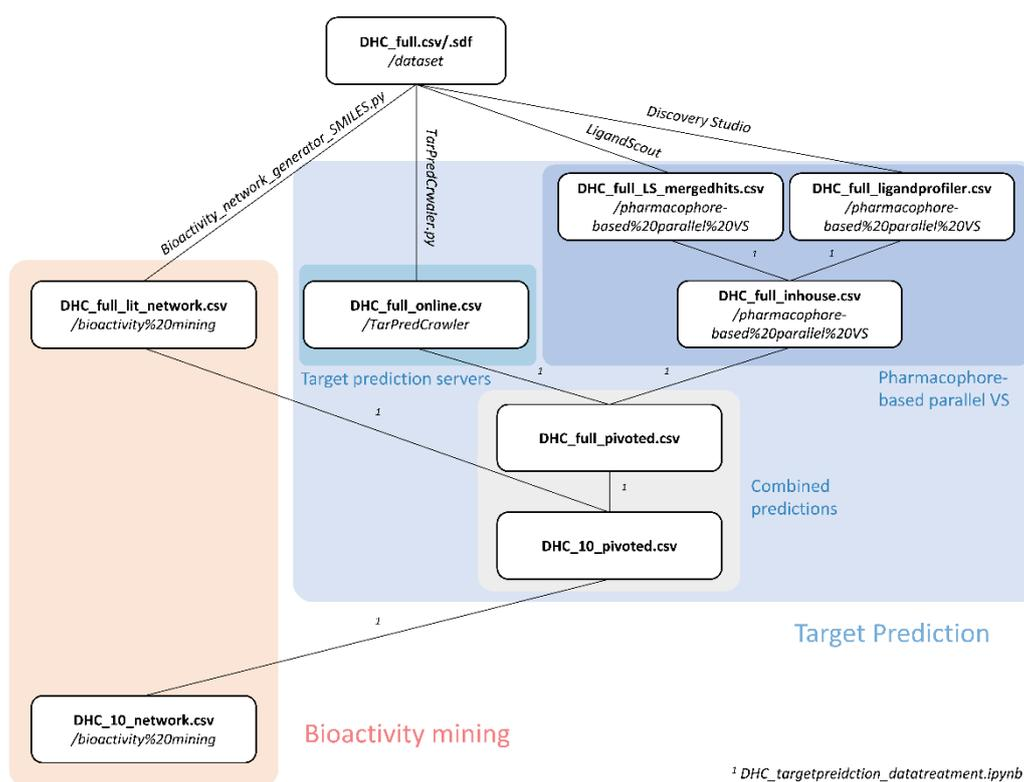 DHC_full.csv/.sdf
/dataset
Bioactivity_network_generator_SMILES.py
TarPredCrwaler.py
LigandScout
Discovery Studio
DHC_full_LS_mergedhits.csv
/pharmacophore-
based%20parallel%20VS
DHC_full_ligandprofiler.csv
/pharmacophore-
based%20parallel%20VS
1
1
DHC_full_lit_network.csv
/bioactivity%20mining
DHC_full_online.csv
/TarPredCrawler
DHC_full_inhouse.csv
/pharmacophore-
based%20parallel%20VS
Target prediction servers
1
1
Pharmacophore-
based parallel VS
1
DHC_full_pivoted.csv
1
Combined
predictions
DHC_10_pivoted.csv
1
Target Prediction
DHC_10_network.csv
/bioactivity%20mining
Bioactivity mining
1 DHC_targetpreidction_datatreatment.ipynb